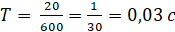 T = 20/600 = 1/30 = 0,03 c